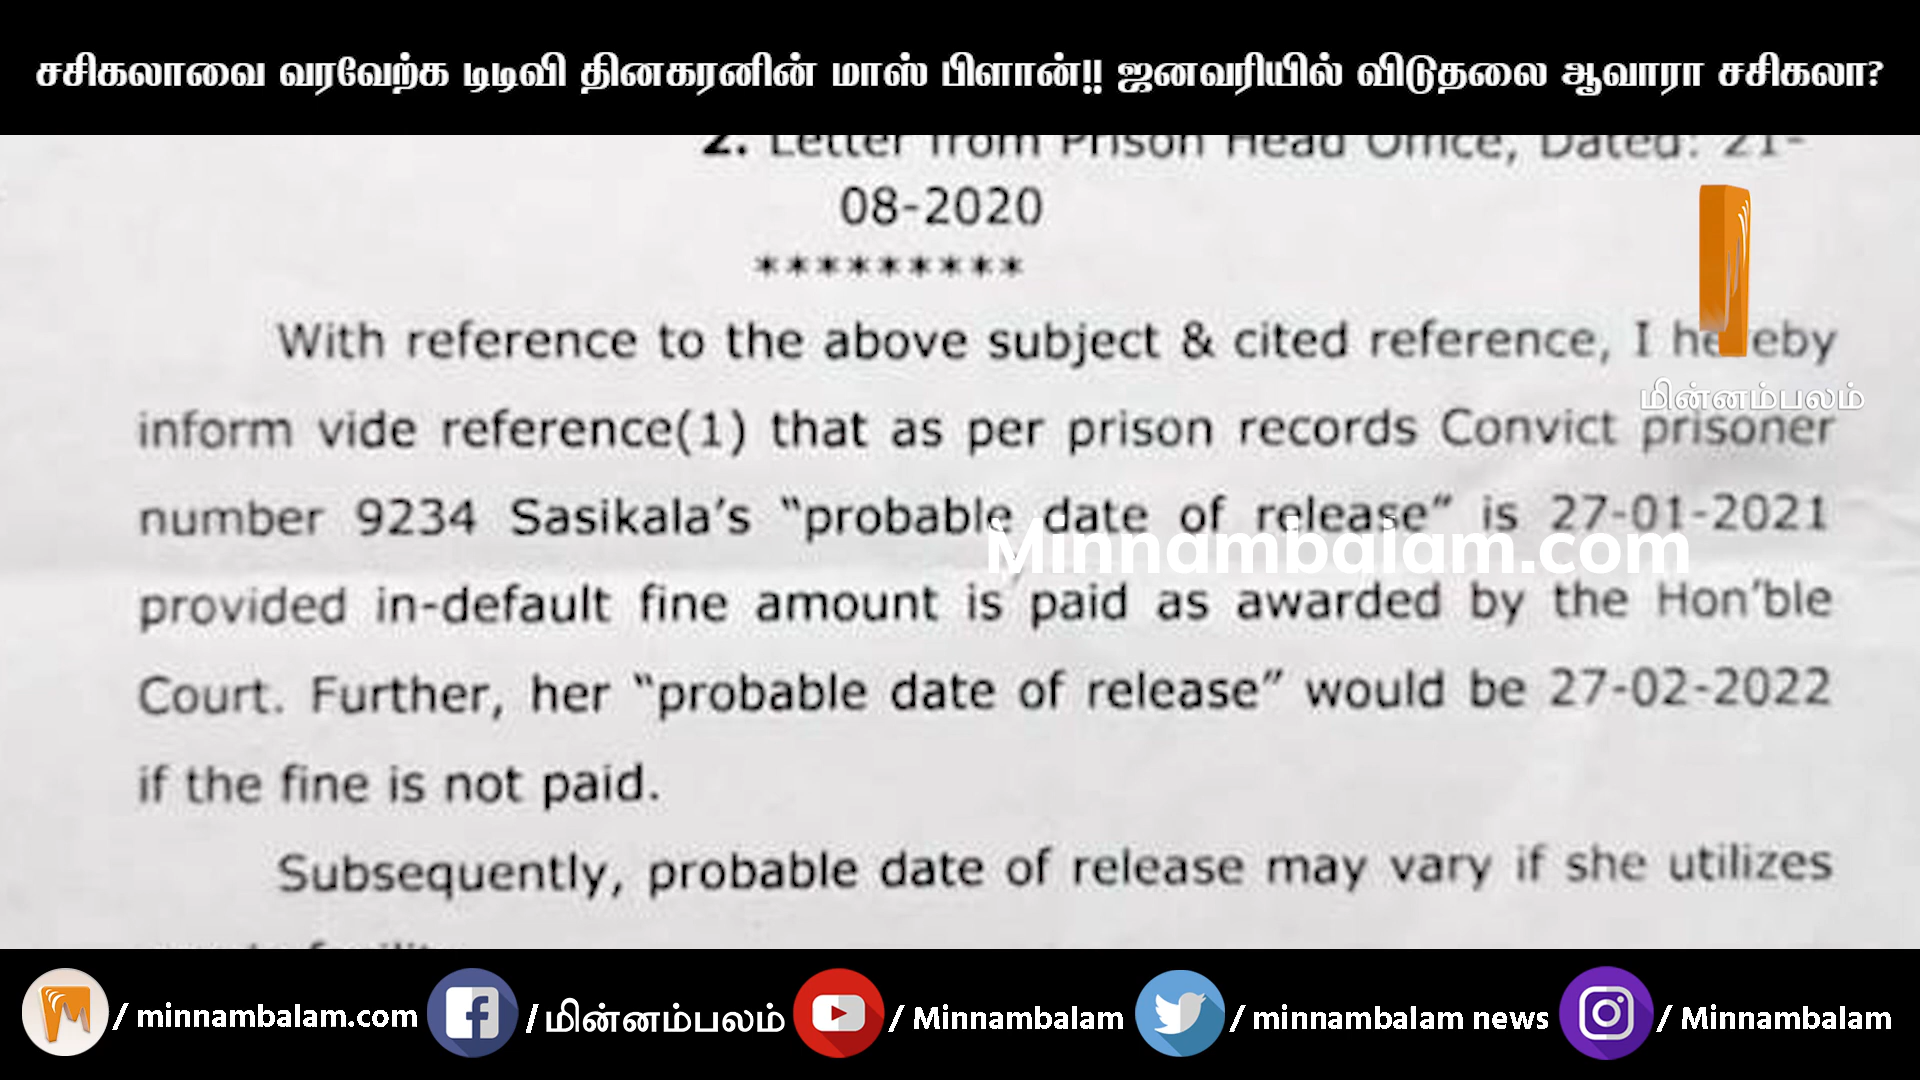 சசிகலாவை வரவேற்க டிடிவி தினகரனின் மாஸ் பிளான்!! ஜனவரியில் விடுதலை ஆவாரா சசிகலா?
2. Letter from Prison Head Office, Dated: 21-
08-2020
*********
With reference to the above subject & cited reference, I hereby
மின்னம்பலம்
inform vide reference(1) that as per prison records Convict prisoner
number 9234 Sasikala's "probable date of release" is 27-01-2021
Minnambalam.com
provided in-default fine amount is paid as awarded by the Hon'ble
Court. Further, her "probable date of release" would be 27-02-2022
if the fine is not paid.
Subsequently, probable date of release may vary if she utilizes
/ minnambalam.com / மின்னம்பலம் / Minnambalam / minnambalam news / Minnambalam